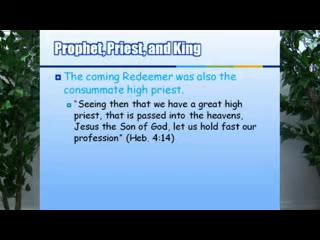 Prophet, Priest, and King
The coming Redeemer was also the
consummate high priest.
"Seeing then that we have a great high
priest, that is passed into the heavens,
Jesus the Son of God, let us hold fast our
profession" (Heb. 4:14)